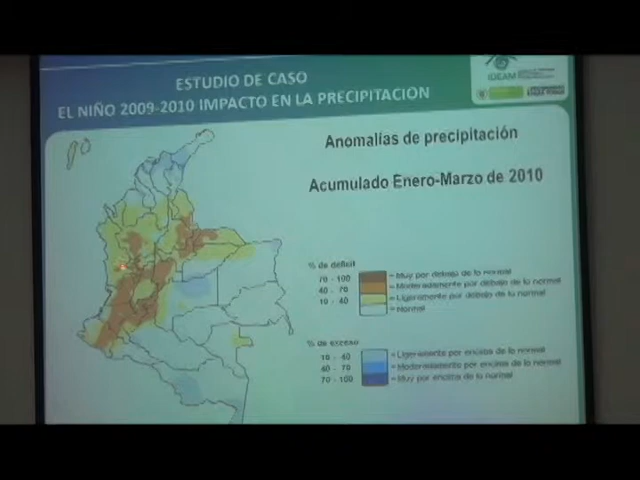 ESTUDIO DE CASO
EL NIÑO 2009-2010 IMPACTO EN LA PRECIPITACION
IDEAM
Anomalías de precipitación
Acumulado Enero-Marzo de 2010
% de déficit
70 - 100 = Muy por debajo de lo normal
40 - 70 = Moderadamente por debajo de lo normal
10 - 40 = Ligeramente por debajo de lo normal
= Normal
% de exceso
10 - 40 = Ligeramente por encima de lo normal
40 - 70 = Moderadamente por encima de lo normal
70 - 100 = Muy por encima de lo normal